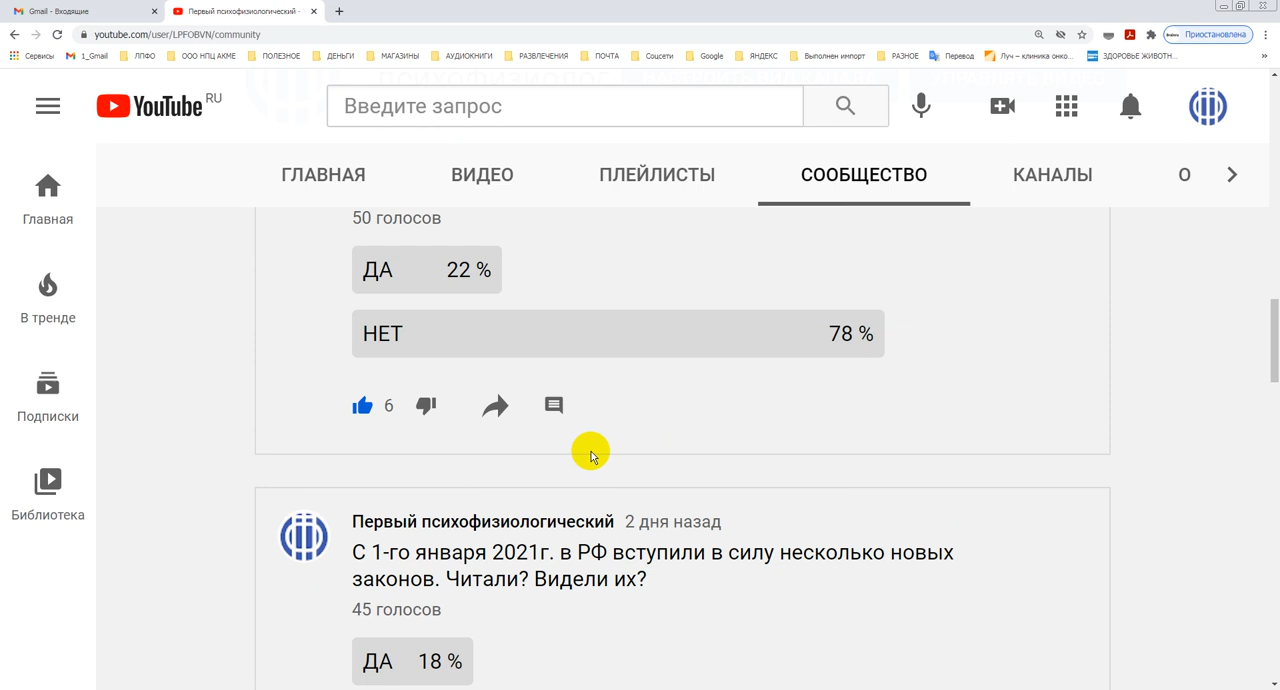 Gmail - Входящие
Первый психофизиологический -
youtube.com/user/LPFOBVN/community
Приостановлена
Сервисы 1_Gmail ЛПФО ООО НПЦ АКМЕ ПОЛЕЗНОЕ ДЕНЬГИ МАГАЗИНЫ АУДИОКНИГИ РАЗВЛЕЧЕНИЯ ПОЧТА Соцсети Google ЯНДЕКС Выполнен импорт РАЗНОЕ Перевод Луч – клиника онко... ЗДОРОВЬЕ ЖИВОТН...
YouTube RU
Введите запрос
ГЛАВНАЯ ВИДЕО ПЛЕЙЛИСТЫ СООБЩЕСТВО КАНАЛЫ О
Главная
В тренде
Подписки
Библиотека
50 голосов
ДА 22 %
НЕТ 78 %
6
Первый психофизиологический 2 дня назад
С 1-го января 2021г. в РФ вступили в силу несколько новых
законов. Читали? Видели их?
45 голосов
ДА 18 %